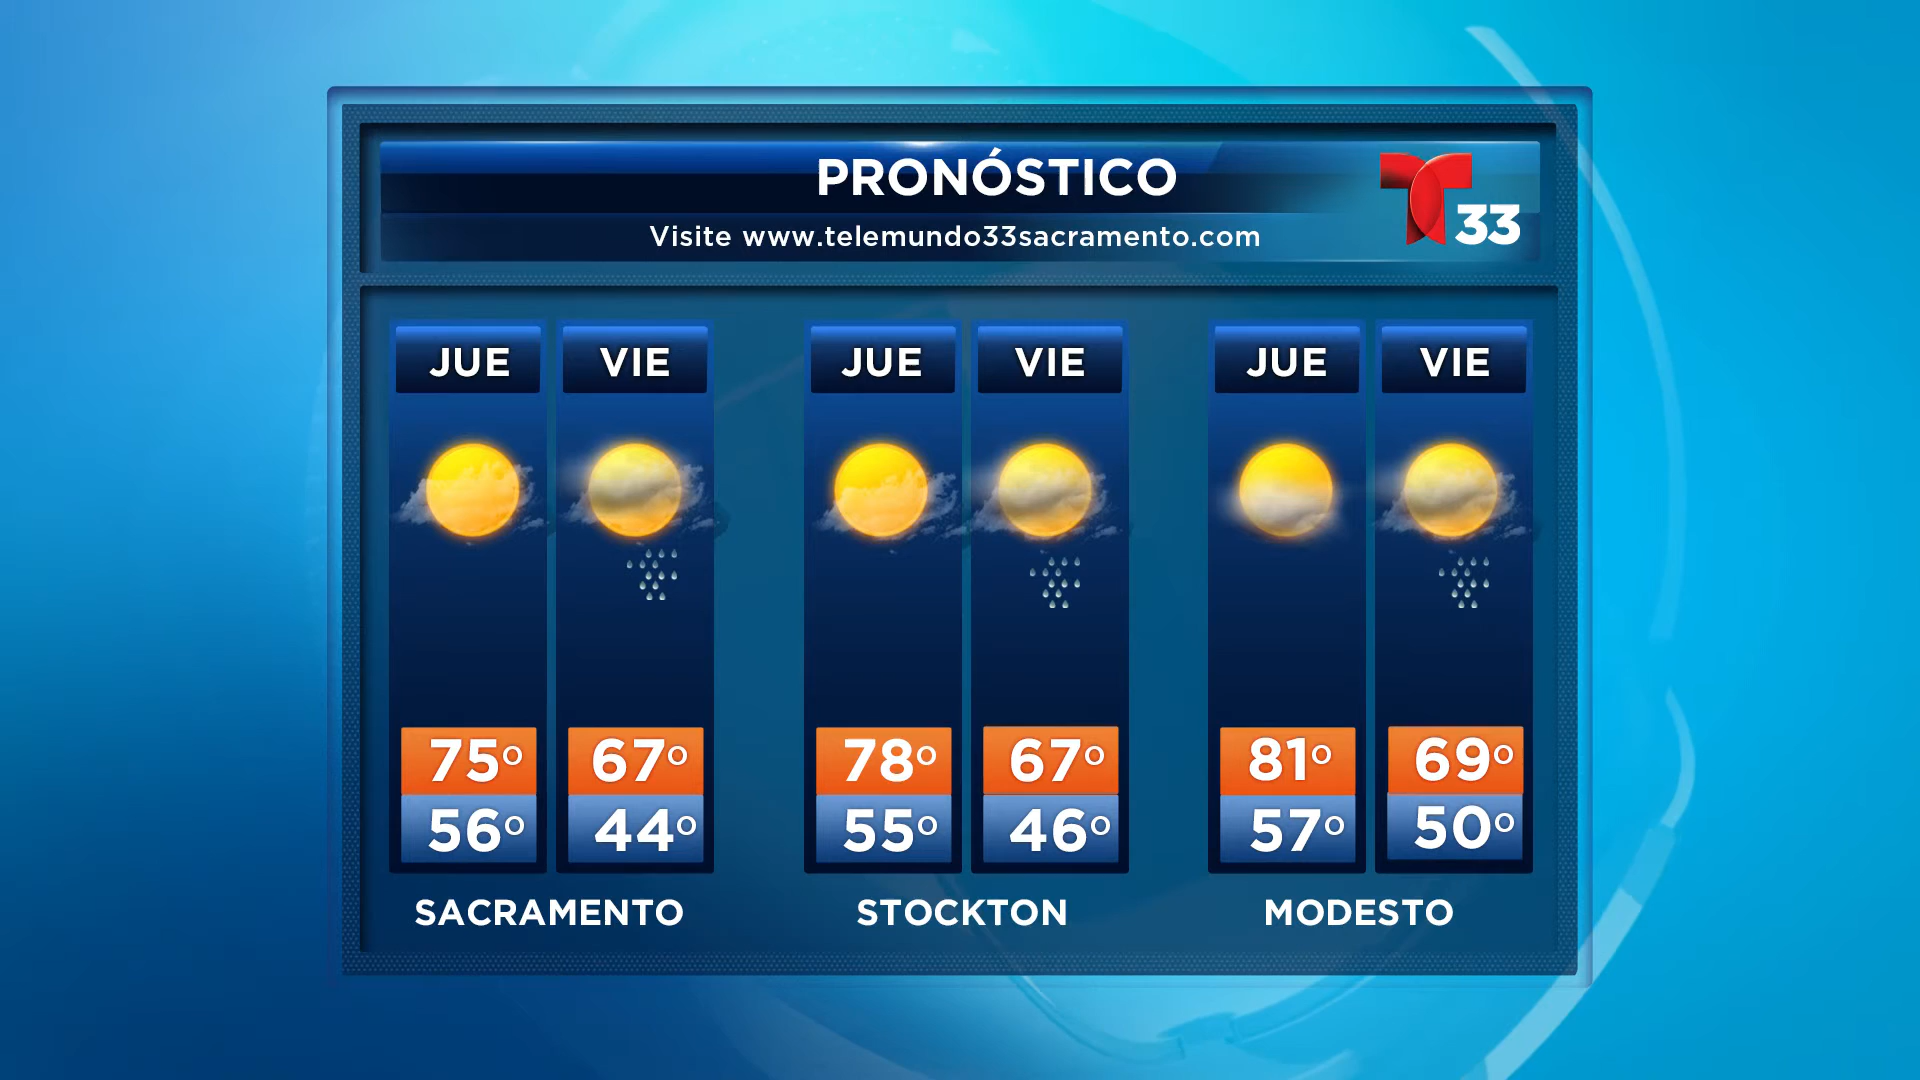 PRONÓSTICO
33
Visite www.telemundo33sacramento.com
JUE VIE JUE VIE JUE VIE
75° 67° 78° 67° 81° 69°
56° 44° 55° 46° 57° 50°
SACRAMENTO STOCKTON MODESTO